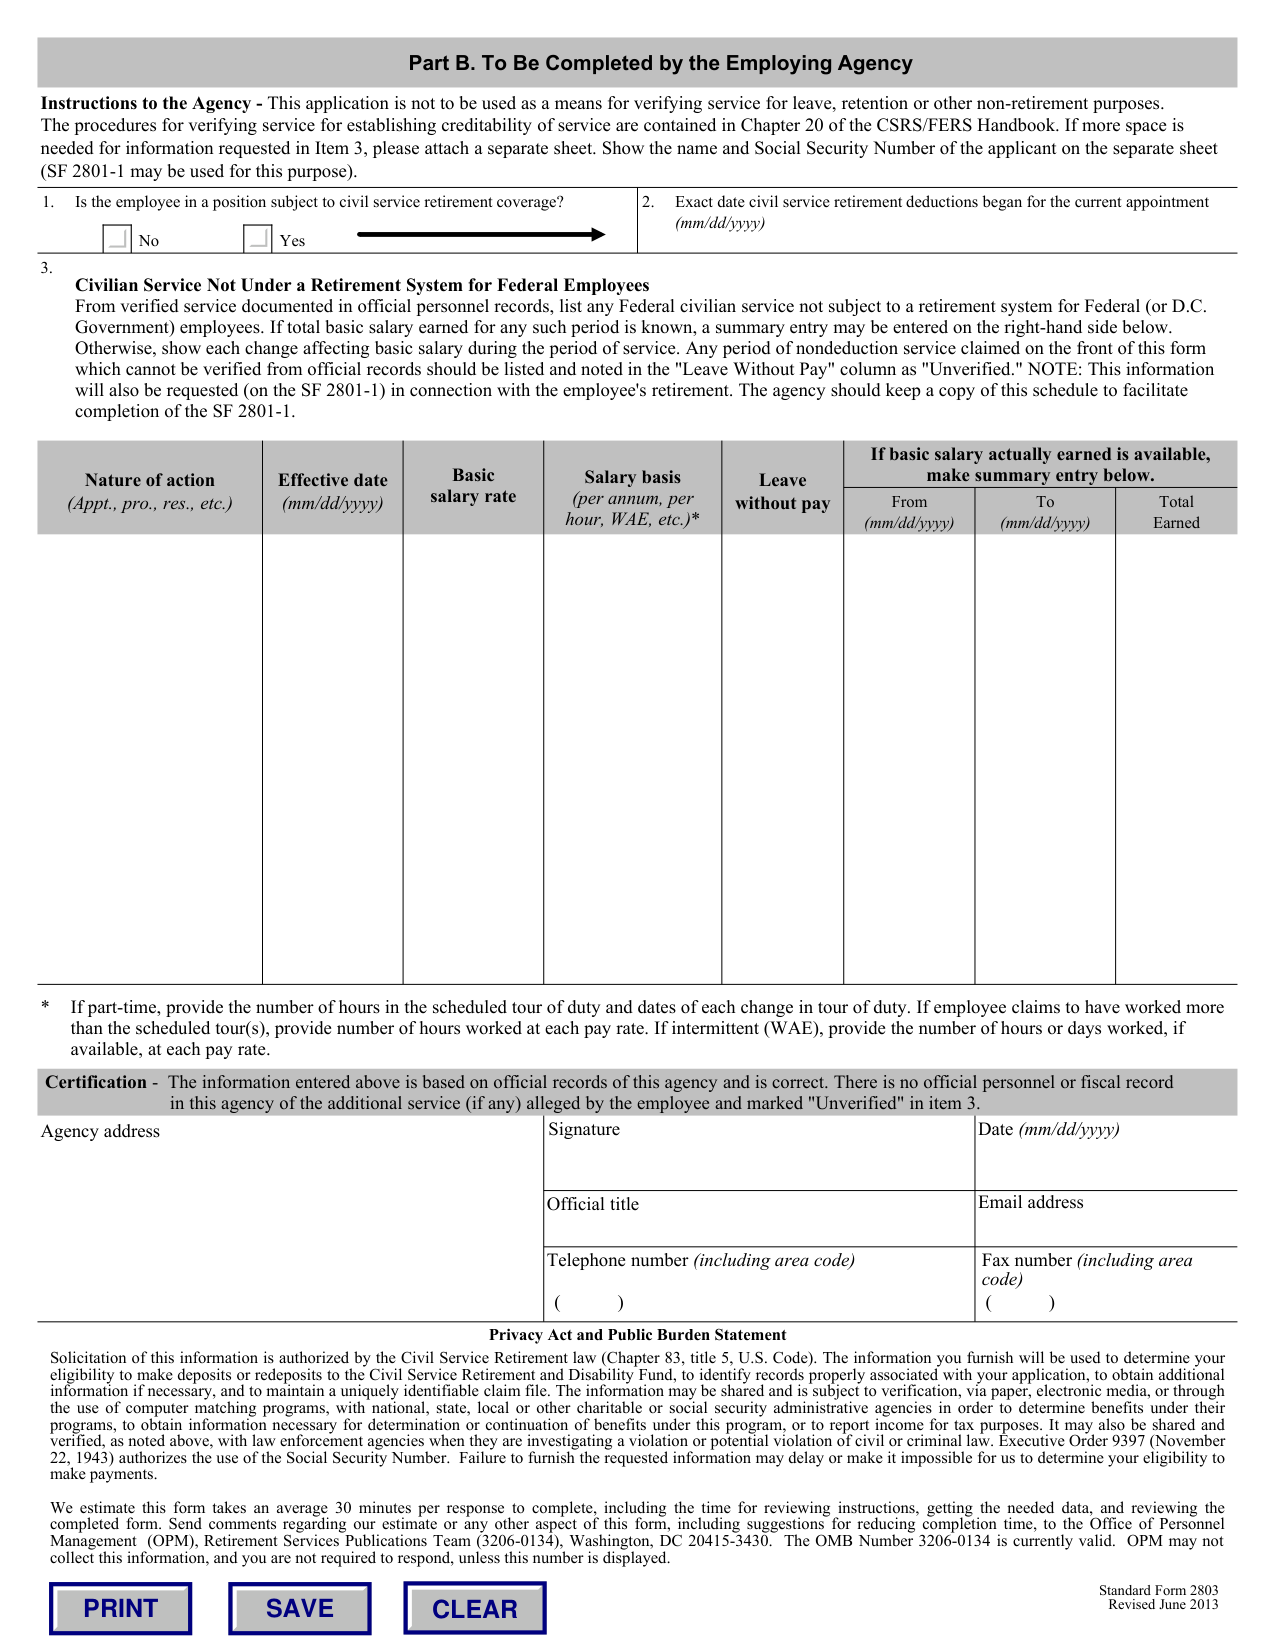 Part B. To Be Completed by the Employing Agency
Instructions to the Agency - This application is not to be used as a means for verifying service for leave, retention or other non-retirement purposes.
The procedures for verifying service for establishing creditability of service are contained in Chapter 20 of the CSRS/FERS Handbook. If more space is
needed for information requested in Item 3, please attach a separate sheet. Show the name and Social Security Number of the applicant on the separate sheet
(SF 2801-1 may be used for this purpose).
1. Is the employee in a position subject to civil service retirement coverage?
No Yes
2. Exact date civil service retirement deductions began for the current appointment
(mm/dd/yyyy)
3.
Civilian Service Not Under a Retirement System for Federal Employees
From verified service documented in official personnel records, list any Federal civilian service not subject to a retirement system for Federal (or D.C.
Government) employees. If total basic salary earned for any such period is known, a summary entry may be entered on the right-hand side below.
Otherwise, show each change affecting basic salary during the period of service. Any period of nondeduction service claimed on the front of this form
which cannot be verified from official records should be listed and noted in the "Leave Without Pay" column as "Unverified." NOTE: This information
will also be requested (on the SF 2801-1) in connection with the employee's retirement. The agency should keep a copy of this schedule to facilitate
completion of the SF 2801-1.
Nature of action
(Appt., pro., res., etc.)
Effective date
(mm/dd/yyyy)
Basic
salary rate
Salary basis
(per annum, per
hour, WAE, etc.)*
Leave
without pay
If basic salary actually earned is available,
make summary entry below.
From
(mm/dd/yyyy)
To
(mm/dd/yyyy)
Total
Earned
* If part-time, provide the number of hours in the scheduled tour of duty and dates of each change in tour of duty. If employee claims to have worked more
than the scheduled tour(s), provide number of hours worked at each pay rate. If intermittent (WAE), provide the number of hours or days worked, if
available, at each pay rate.
Certification - The information entered above is based on official records of this agency and is correct. There is no official personnel or fiscal record
in this agency of the additional service (if any) alleged by the employee and marked "Unverified" in item 3.
Agency address
Signature
Date (mm/dd/yyyy)
Official title
Email address
Telephone number (including area code)
( )
Fax number (including area
code)
( )
Privacy Act and Public Burden Statement
Solicitation of this information is authorized by the Civil Service Retirement law (Chapter 83, title 5, U.S. Code). The information you furnish will be used to determine your
eligibility to make deposits or redeposits to the Civil Service Retirement and Disability Fund, to identify records properly associated with your application, to obtain additional
information if necessary, and to maintain a uniquely identifiable claim file. The information may be shared and is subject to verification, via paper, electronic media, or through
the use of computer matching programs, with national, state, local or other charitable or social security administrative agencies in order to determine benefits under their
programs, to obtain information necessary for determination or continuation of benefits under this program, or to report income for tax purposes. It may also be shared and
verified, as noted above, with law enforcement agencies when they are investigating a violation or potential violation of civil or criminal law. Executive Order 9397 (November
22, 1943) authorizes the use of the Social Security Number. Failure to furnish the requested information may delay or make it impossible for us to determine your eligibility to
make payments.
We estimate this form takes an average 30 minutes per response to complete, including the time for reviewing instructions, getting the needed data, and reviewing the
completed form. Send comments regarding our estimate or any other aspect of this form, including suggestions for reducing completion time, to the Office of Personnel
Management (OPM), Retirement Services Publications Team (3206-0134), Washington, DC 20415-3430. The OMB Number 3206-0134 is currently valid. OPM may not
collect this information, and you are not required to respond, unless this number is displayed.
PRINT SAVE CLEAR
Standard Form 2803
Revised June 2013